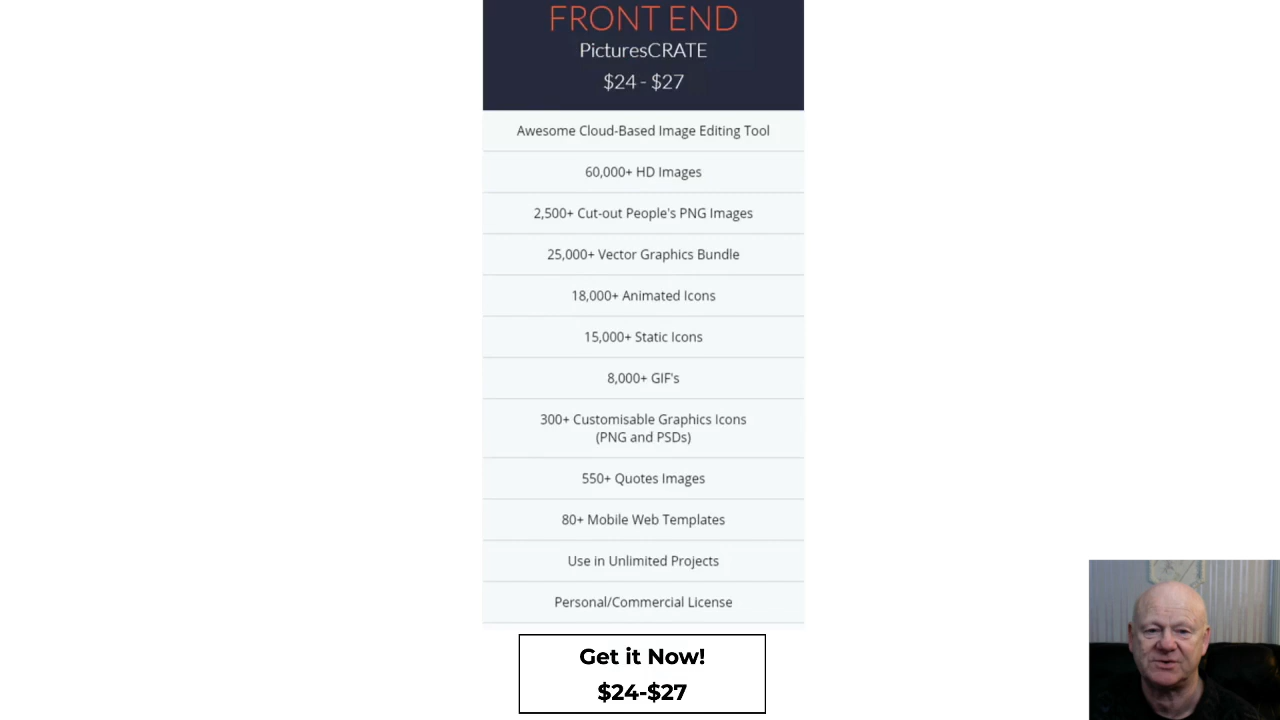 FRONT END
PicturesCRATE
$24 - $27
Awesome Cloud-Based Image Editing Tool
60,000+ HD Images
2,500+ Cut-out People's PNG Images
25,000+ Vector Graphics Bundle
18,000+ Animated Icons
15,000+ Static Icons
8,000+ GIF's
300+ Customisable Graphics Icons
(PNG and PSDs)
550+ Quotes Images
80+ Mobile Web Templates
Use in Unlimited Projects
Personal/Commercial License
Get it Now!
$24-$27